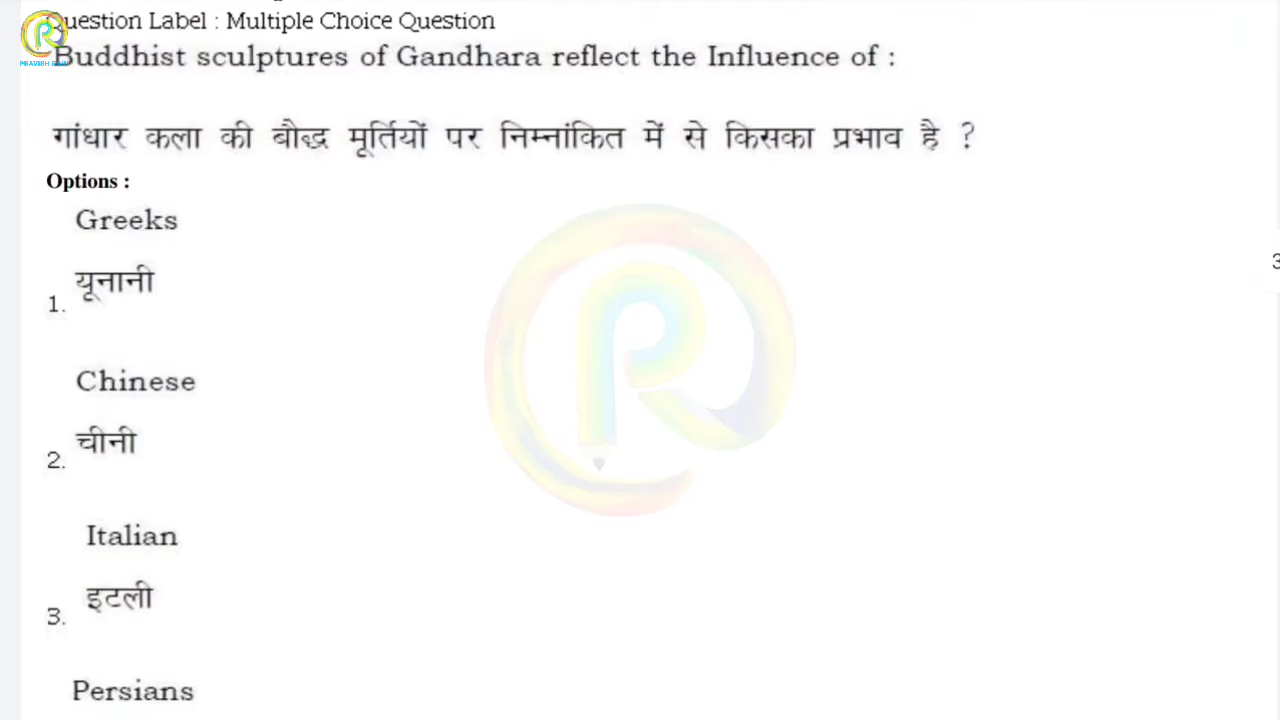 Question Label : Multiple Choice Question
Buddhist sculptures of Gandhara reflect the Influence of :
गांधार कला की बौद्ध मूर्तियों पर निम्नांकित में से किसका प्रभाव है ?
Options :
Greeks
यूनानी
1.
Chinese
चीनी
2.
Italian
इटली
3.
Persians